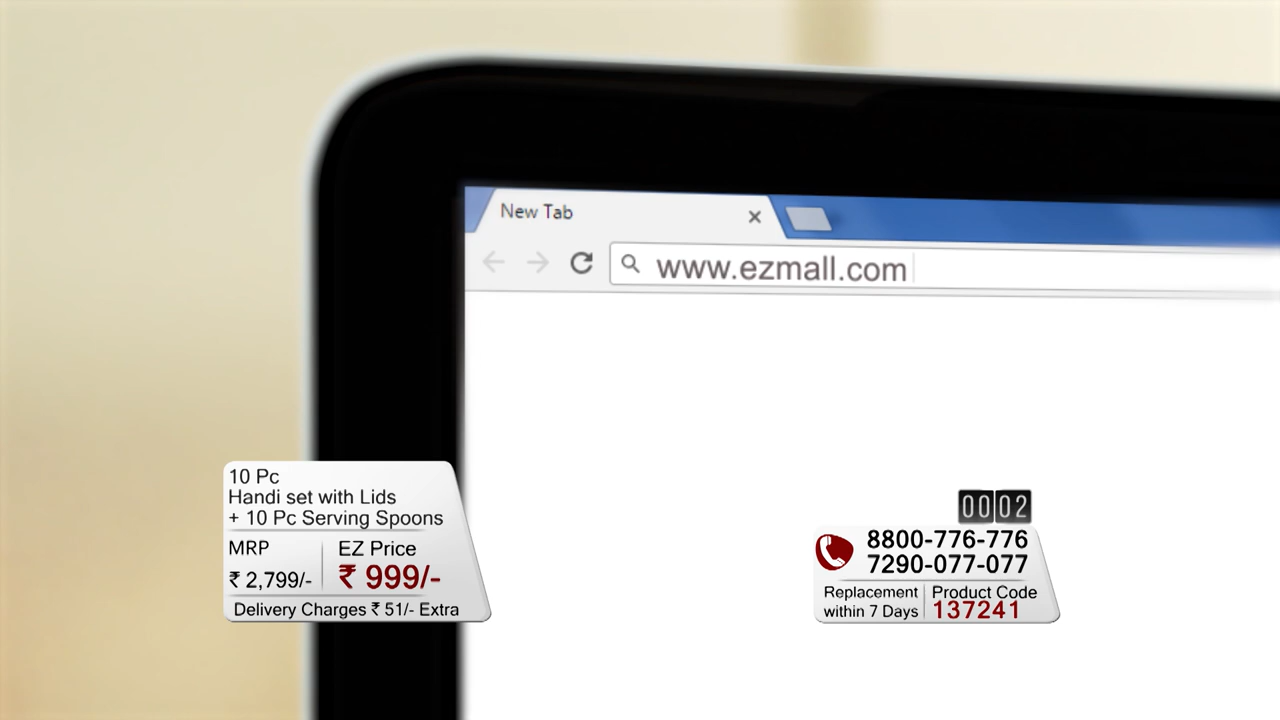 New Tab
www.ezmall.com
10 Pc
Handi set with Lids
+ 10 Pc Serving Spoons
MRP
EZ Price
₹ 2,799/-
₹ 999/-
Delivery Charges ₹ 51/- Extra
00 02
8800-776-776
7290-077-077
Replacement
within 7 Days
Product Code
137241